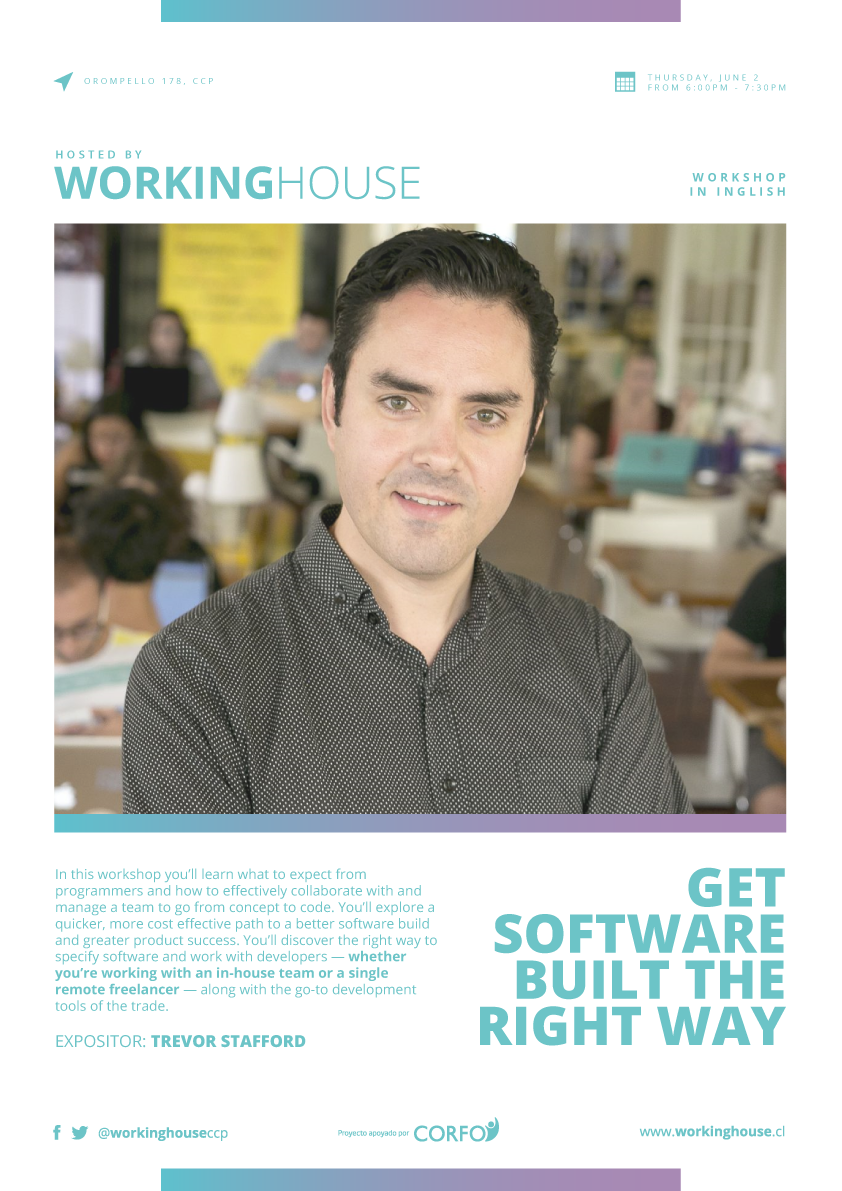 OROMPELLO 178, CCP
THURSDAY, JUNE 2
FROM 6:00PM - 7:30PM
HOSTED BY
WORKINGHOUSE
WORKSHOP
IN INGLISH
In this workshop you’ll learn what to expect from
programmers and how to effectively collaborate with and
manage a team to go from concept to code. You’ll explore a
quicker, more cost effective path to a better software build
and greater product success. You’ll discover the right way to
specify software and work with developers — whether
you’re working with an in-house team or a single
remote freelancer — along with the go-to development
tools of the trade.
EXPOSITOR: TREVOR STAFFORD
GET
SOFTWARE
BUILT THE
RIGHT WAY
@workinghouseccp
Proyecto apoyado por CORFO
www.workinghouse.cl